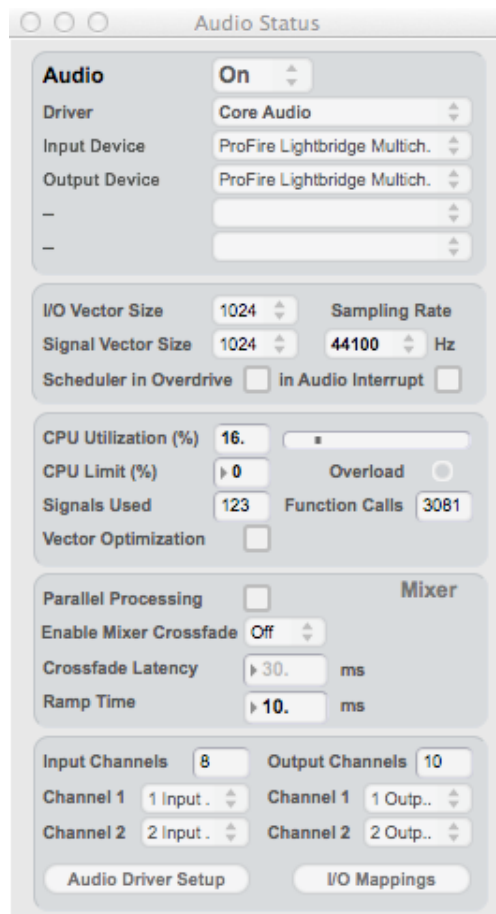 Audio Status
Audio On
Driver Core Audio
Input Device ProFire Lightbridge Multich.
Output Device ProFire Lightbridge Multich.
–
–
I/O Vector Size 1024 Sampling Rate
Signal Vector Size 1024 44100 Hz
Scheduler in Overdrive in Audio Interrupt
CPU Utilization (%) 16.
CPU Limit (%) 0 Overload
Signals Used 123 Function Calls 3081
Vector Optimization
Parallel Processing Mixer
Enable Mixer Crossfade Off
Crossfade Latency 30. ms
Ramp Time 10. ms
Input Channels 8 Output Channels 10
Channel 1 1 Input . Channel 1 1 Outp..
Channel 2 2 Input . Channel 2 2 Outp..
Audio Driver Setup I/O Mappings